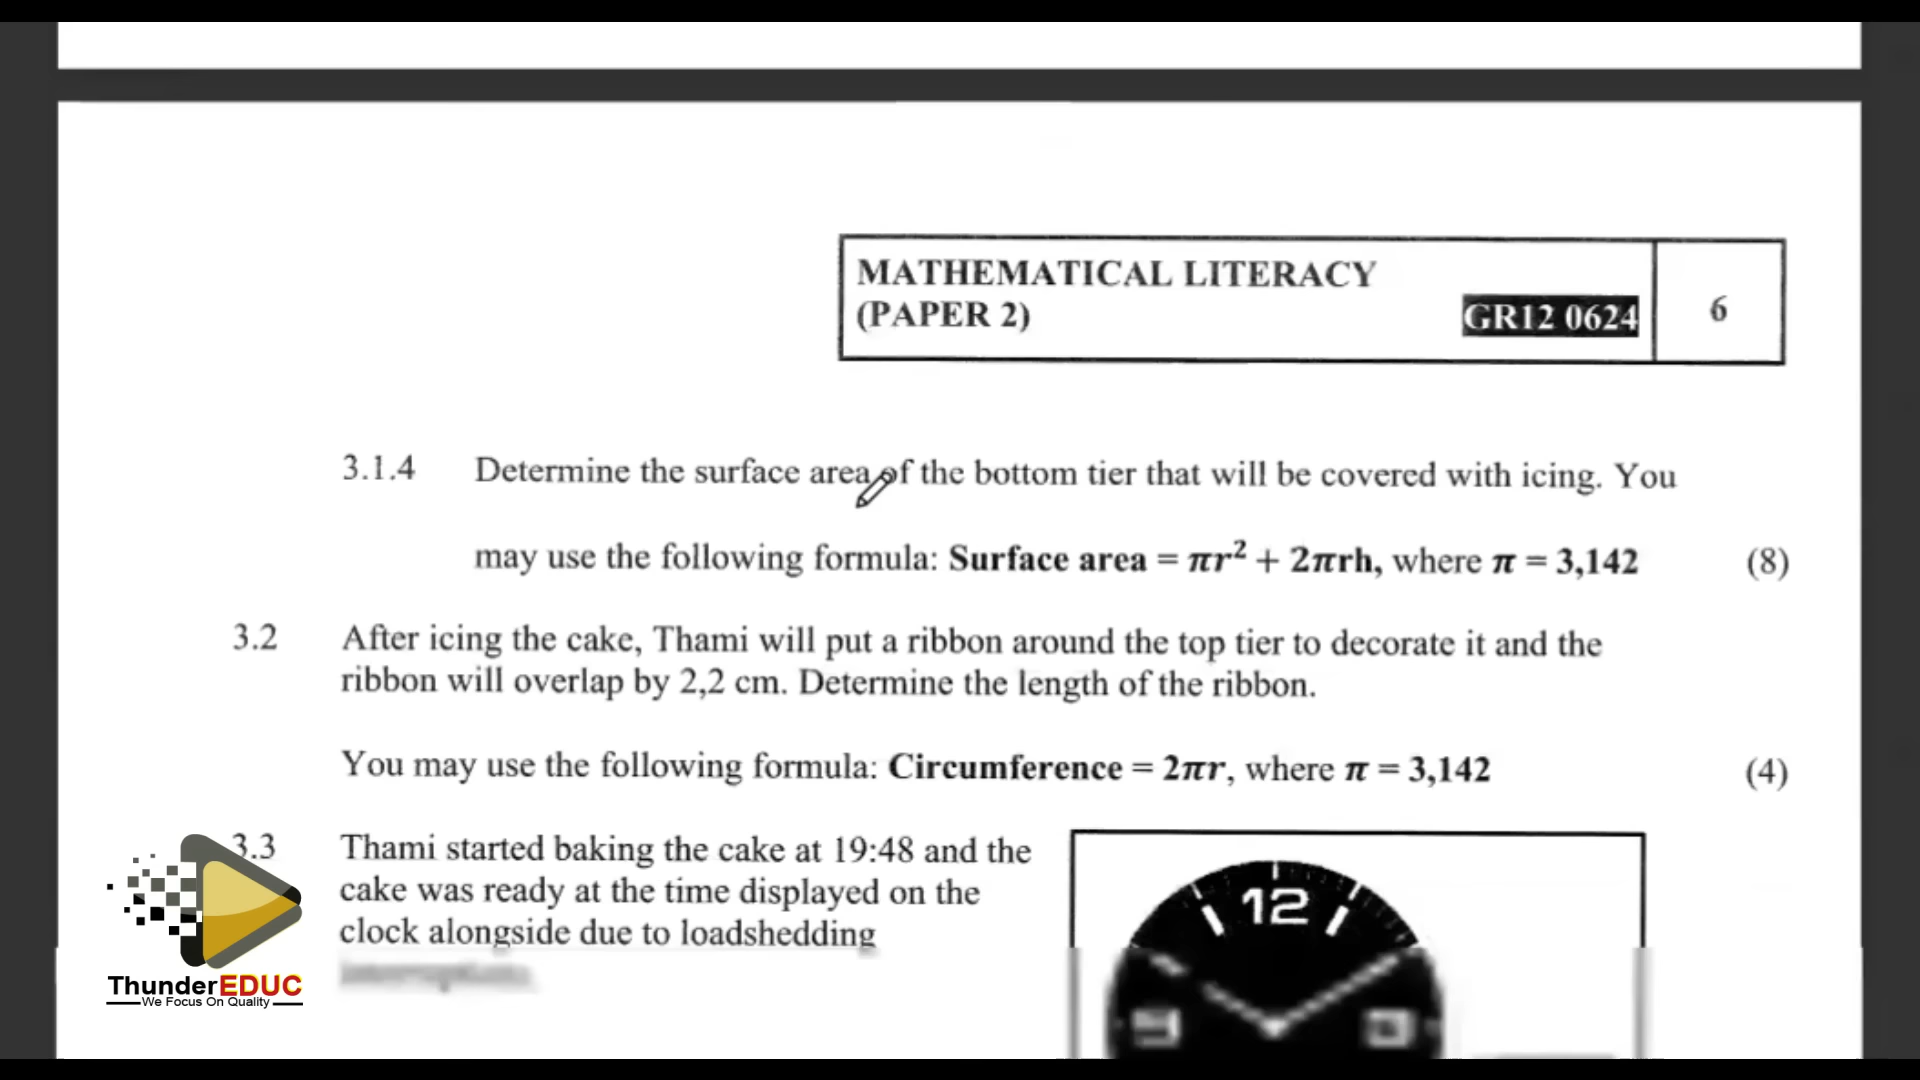 MATHEMATICAL LITERACY
(PAPER 2)
GR12 0624
6
3.1.4 Determine the surface area of the bottom tier that will be covered with icing. You
may use the following formula: Surface area = πr² + 2πrh, where π = 3,142 (8)
3.2 After icing the cake, Thami will put a ribbon around the top tier to decorate it and the
ribbon will overlap by 2,2 cm. Determine the length of the ribbon.
You may use the following formula: Circumference = 2πr, where π = 3,142 (4)
3.3 Thami started baking the cake at 19:48 and the
cake was ready at the time displayed on the
clock alongside due to loadshedding
12
ThunderEDUC
We Focus On Quality